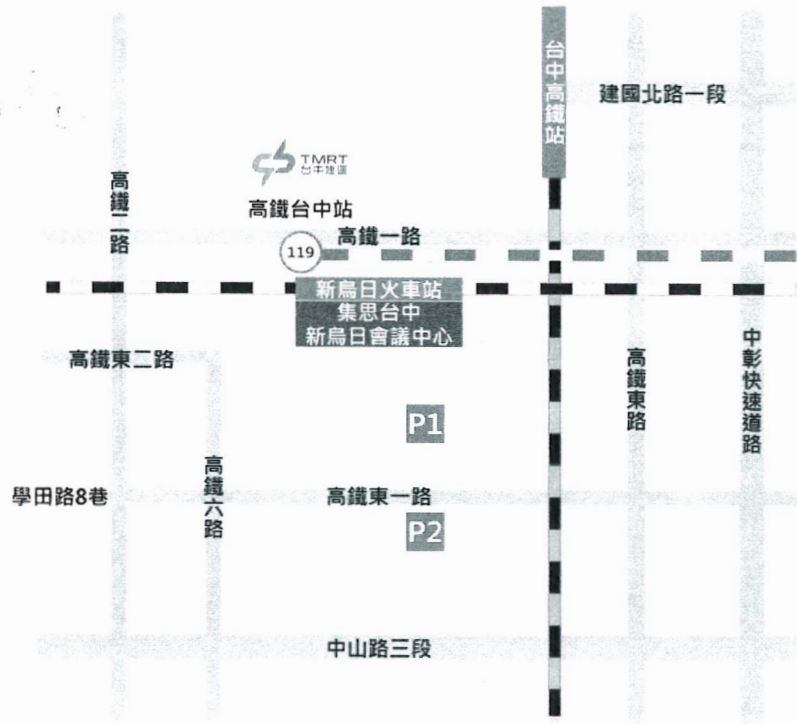 台中高鐵站
建國北路一段
TMRT
台中捷運
高鐵二路
高鐵台中站
高鐵一路
119
新烏日火車站
集思台中
新烏日會議中心
高鐵東二路
高鐵東路
中彰快速道路
P1
高鐵六路
學田路8巷
高鐵東一路
P2
中山路三段